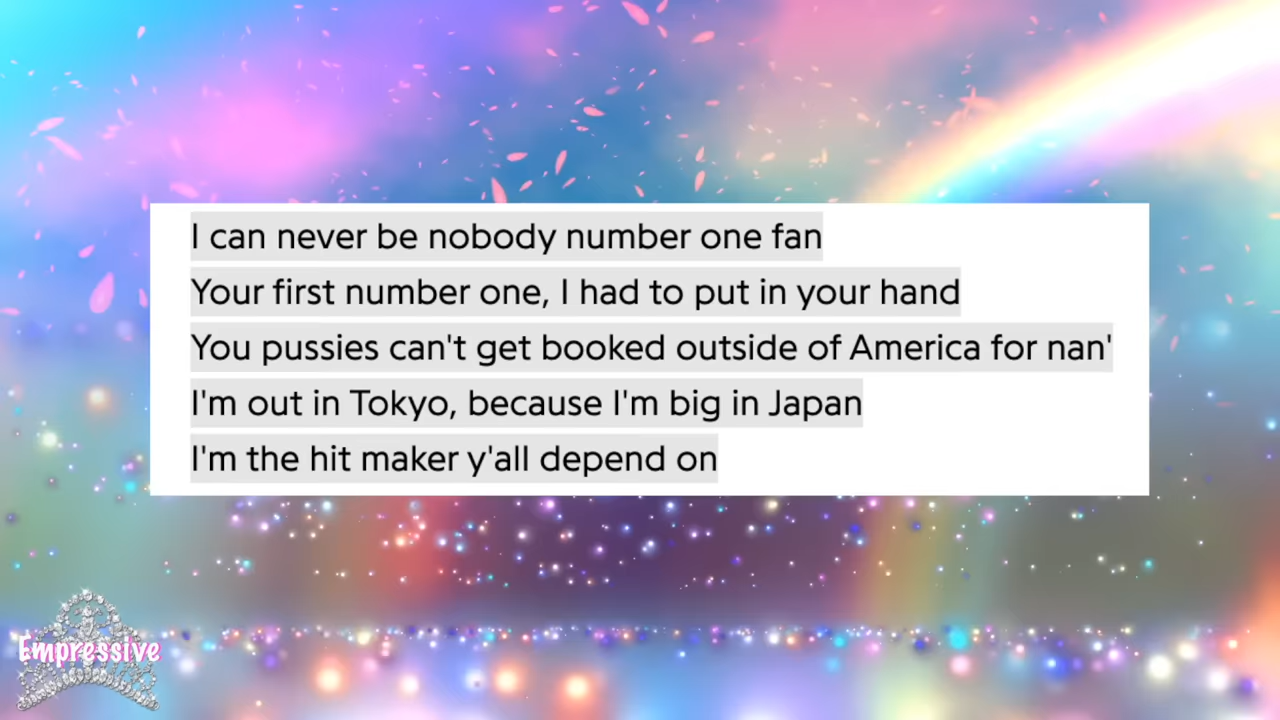 I can never be nobody number one fan
Your first number one, I had to put in your hand
You pussies can't get booked outside of America for nan'
I'm out in Tokyo, because I'm big in Japan
I'm the hit maker y'all depend on
Empressive